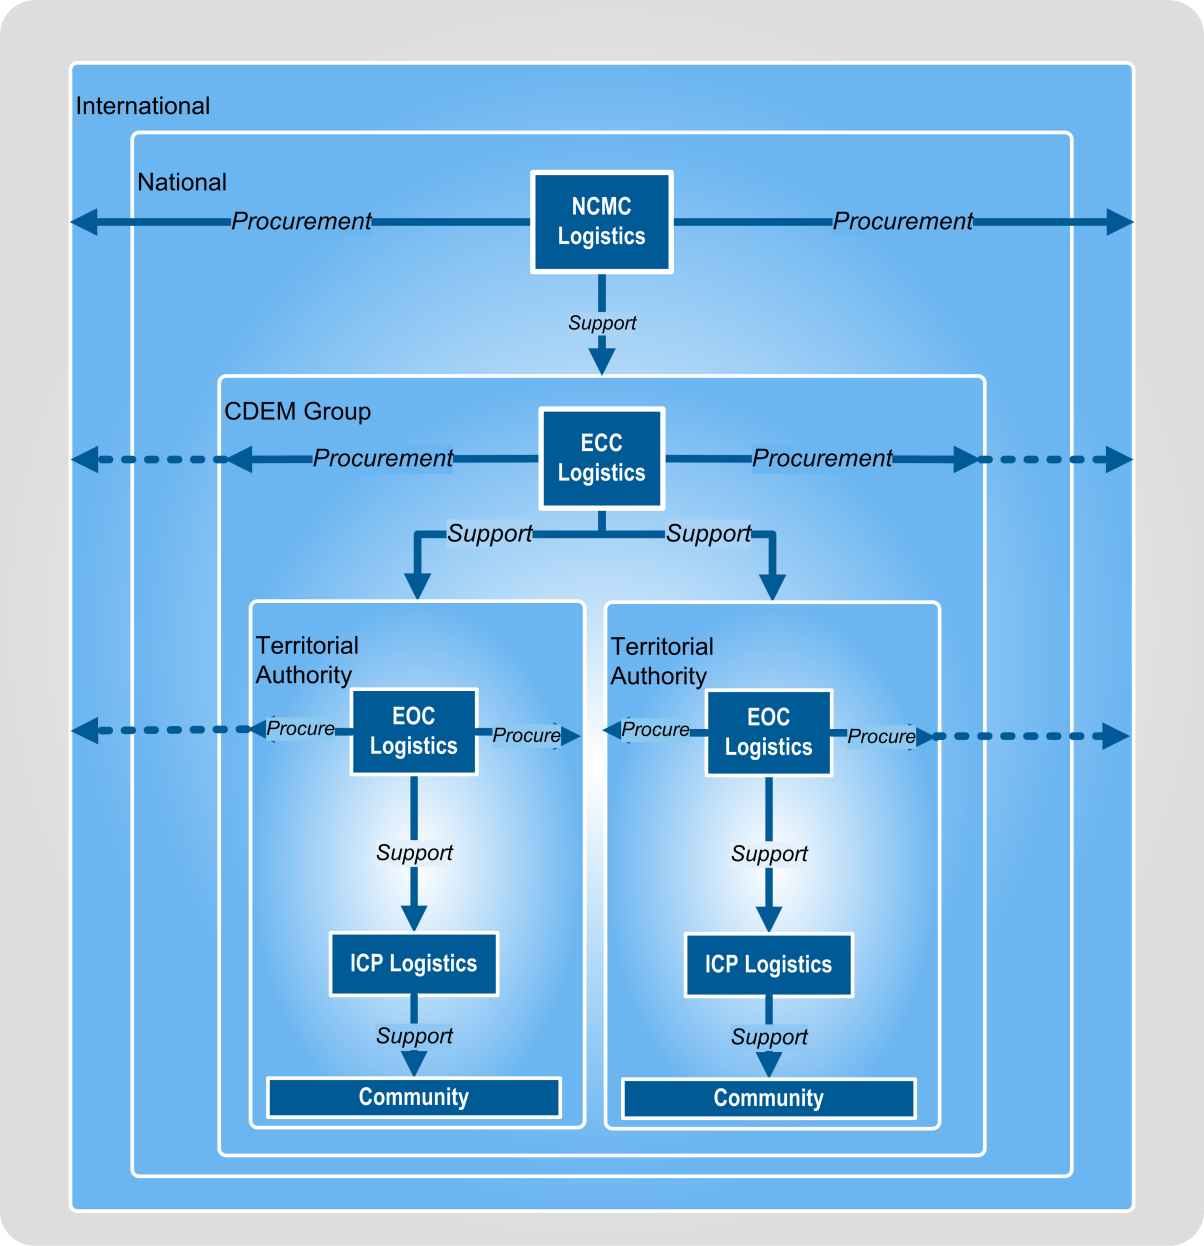 International
National
NCMC
Logistics
Procurement
Procurement
Support
CDEM Group
ECC
Logistics
Procurement
Procurement
Support
Support
Territorial
Authority
EOC
Logistics
Procure
Procure
Support
ICP Logistics
Support
Community
Territorial
Authority
EOC
Logistics
Procure
Procure
Support
ICP Logistics
Support
Community